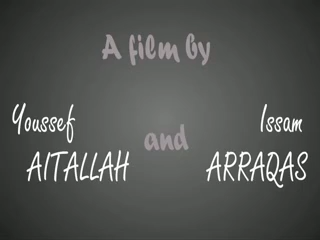 A film by
Youssef
AITALLAH
and
Issam
ARRAQAS